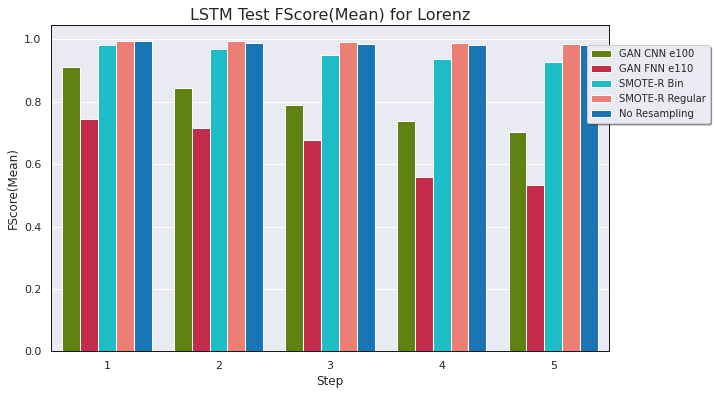 LSTM Test FScore(Mean) for Lorenz
1.0
0.8
0.6
0.4
0.2
0.0
FScore(Mean)
1 2 3 4 5
Step
GAN CNN e100
GAN FNN e110
SMOTE-R Bin
SMOTE-R Regular
No Resampling